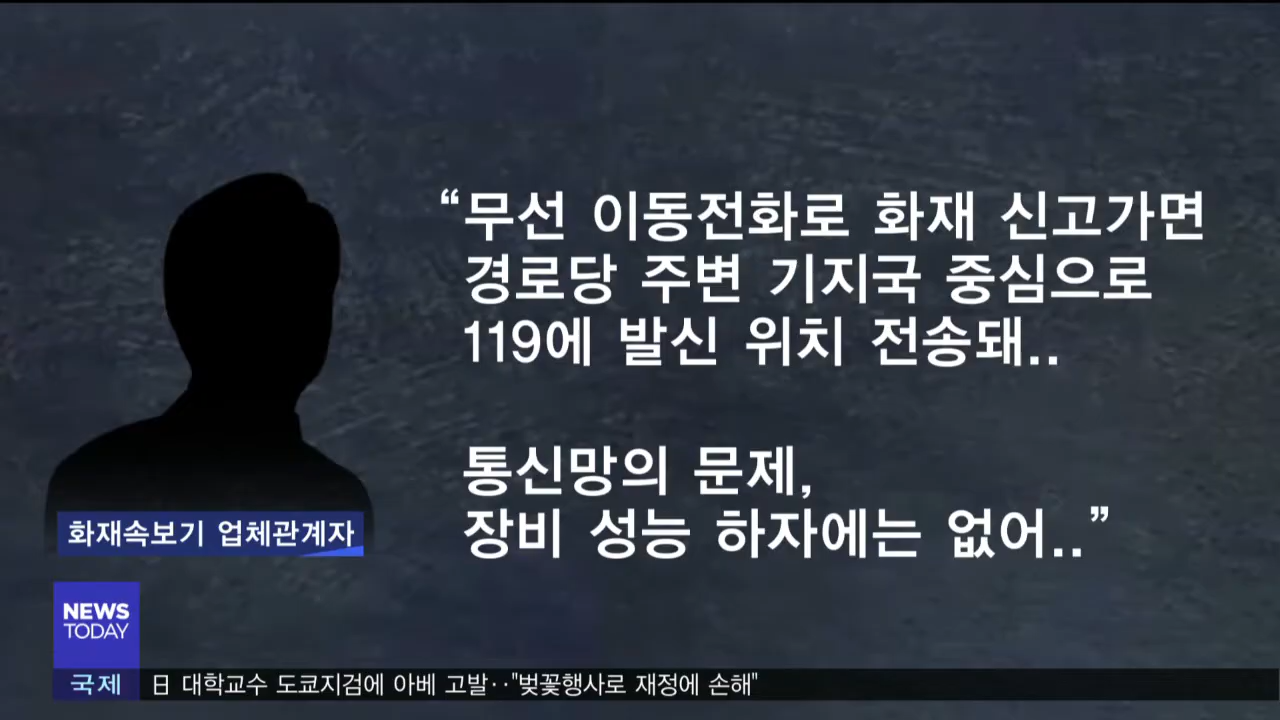 “무선 이동전화로 화재 신고가면
경로당 주변 기지국 중심으로
119에 발신 위치 전송돼..
통신망의 문제,
장비 성능 하자에는 없어..”
화재속보기 업체관계자
NEWS
TODAY
국제 日 대학교수 도쿄지검에 아베 고발‥"벚꽃행사로 재정에 손해"